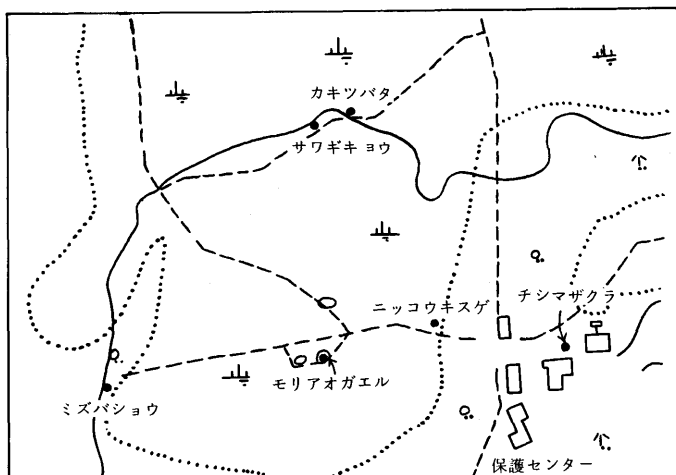 カキツバタ
サワギキョウ
ニッコウキスゲ
チシマザクラ
モリアオガエル
ミズバショウ
保護センター